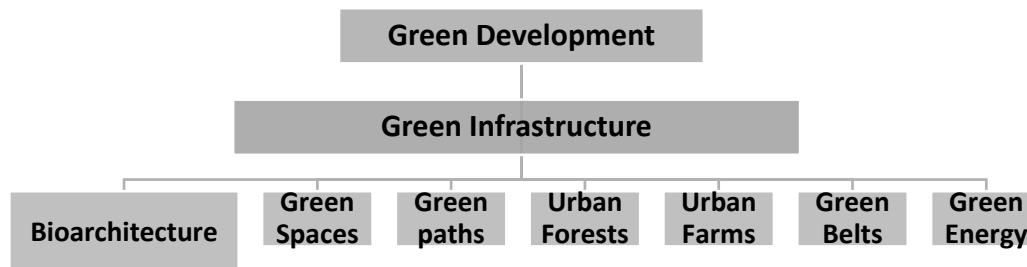 Green Development
Green Infrastructure
Bioarchitecture
Green
Spaces
Green
paths
Urban
Forests
Urban
Farms
Green
Belts
Green
Energy